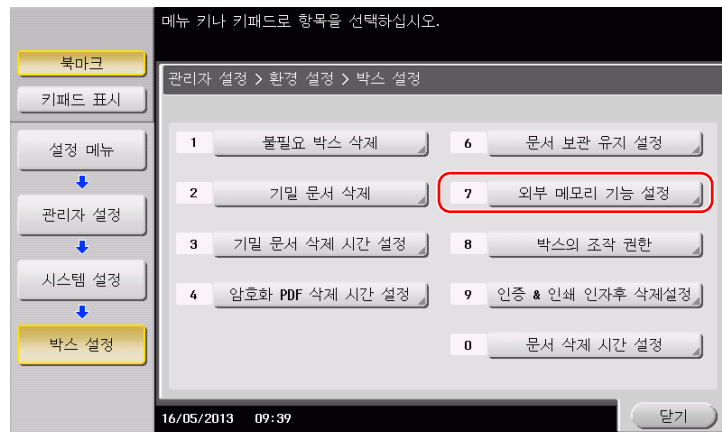 메뉴 키나 키패드로 항목을 선택하십시오.
북마크
키패드 표시
설정 메뉴
관리자 설정
시스템 설정
박스 설정
관리자 설정 > 환경 설정 > 박스 설정
1 불필요 박스 삭제
2 기밀 문서 삭제
3 기밀 문서 삭제 시간 설정
4 암호화 PDF 삭제 시간 설정
6 문서 보관 유지 설정
7 외부 메모리 기능 설정
8 박스의 조작 권한
9 인증 & 인쇄 인자후 삭제설정
0 문서 삭제 시간 설정
16/05/2013 09:39
닫기